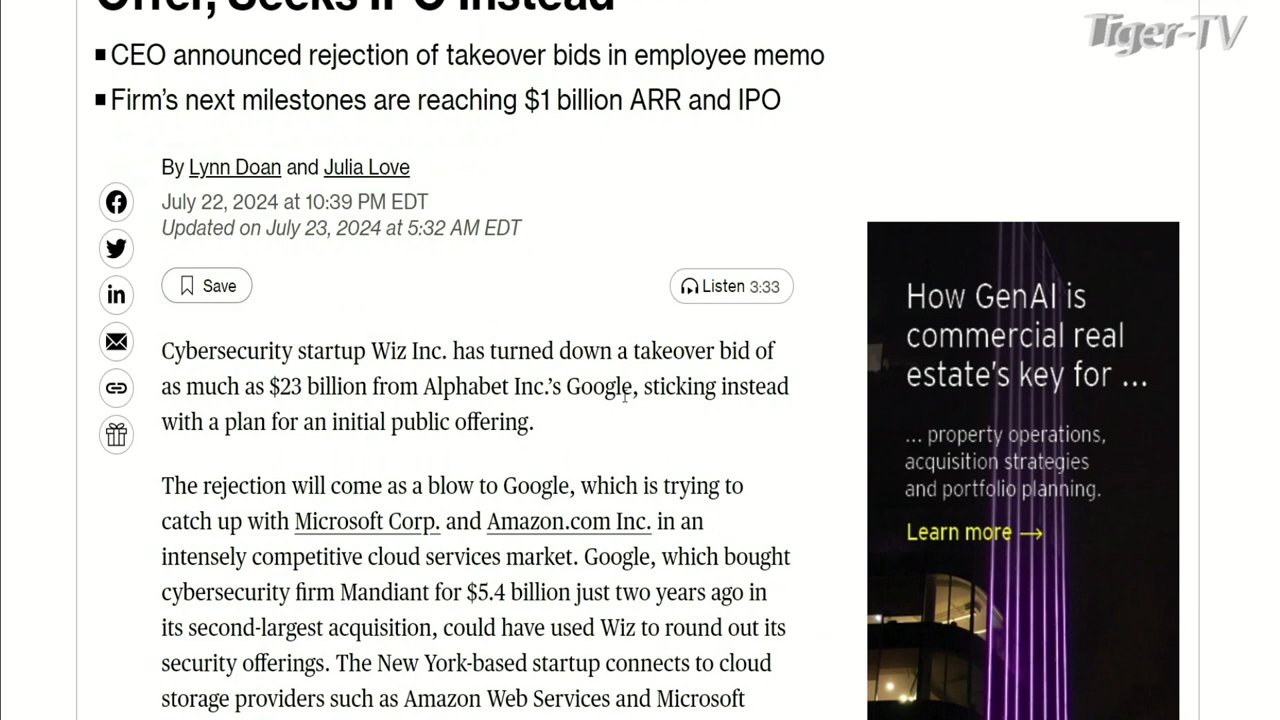 Offer, Seeks IPO Instead
Tiger-TV
CEO announced rejection of takeover bids in employee memo
Firm's next milestones are reaching $1 billion ARR and IPO
By Lynn Doan and Julia Love
July 22, 2024 at 10:39 PM EDT
Updated on July 23, 2024 at 5:32 AM EDT
Save
Listen 3:33
Cybersecurity startup Wiz Inc. has turned down a takeover bid of
as much as $23 billion from Alphabet Inc.'s Google, sticking instead
with a plan for an initial public offering.
The rejection will come as a blow to Google, which is trying to
catch up with Microsoft Corp. and Amazon.com Inc. in an
intensely competitive cloud services market. Google, which bought
cybersecurity firm Mandiant for $5.4 billion just two years ago in
its second-largest acquisition, could have used Wiz to round out its
security offerings. The New York-based startup connects to cloud
storage providers such as Amazon Web Services and Microsoft
How GenAI is
commercial real
estate's key for ...
... property operations,
acquisition strategies
and portfolio planning.
Learn more →